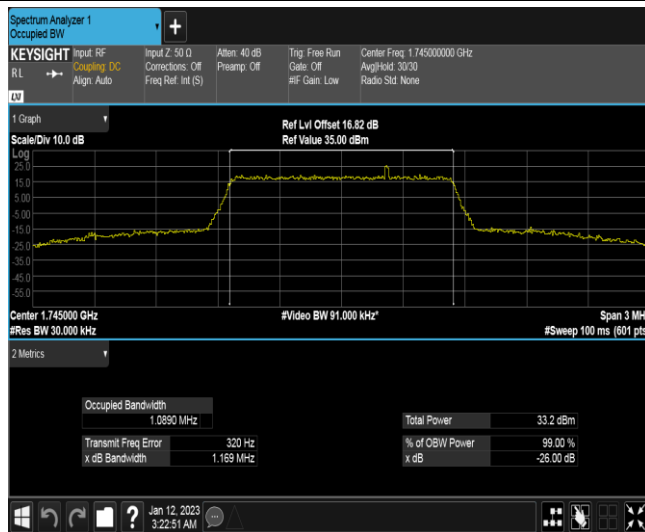 Spectrum Analyzer 1
Occupied BW
+
KEYSIGHT Input: RF Input Z: 50 Ω Atten: 40 dB Trig: Free Run Center Freq: 1.745000000 GHz
RL Coupling: DC Corrections: Off Preamp: Off Gate: Off Avg|Hold: 30/30
Align: Auto Freq Ref: Int (S) #IF Gain: Low Radio Std: None
LXI
1 Graph
Ref Lvl Offset 16.82 dB
Scale/Div 10.0 dB Ref Value 35.00 dBm
Log
25.0
15.0
5.00
-5.00
-15.0
-25.0
-35.0
-45.0
-55.0
Center 1.745000 GHz #Video BW 91.000 kHz* Span 3 MH
#Res BW 30.000 kHz #Sweep 100 ms (601 pts
2 Metrics
Occupied Bandwidth
1.0890 MHz Total Power 33.2 dBm
Transmit Freq Error 320 Hz % of OBW Power 99.00 %
x dB Bandwidth 1.169 MHz x dB -26.00 dB
?
Jan 12, 2023
3:22:51 AM